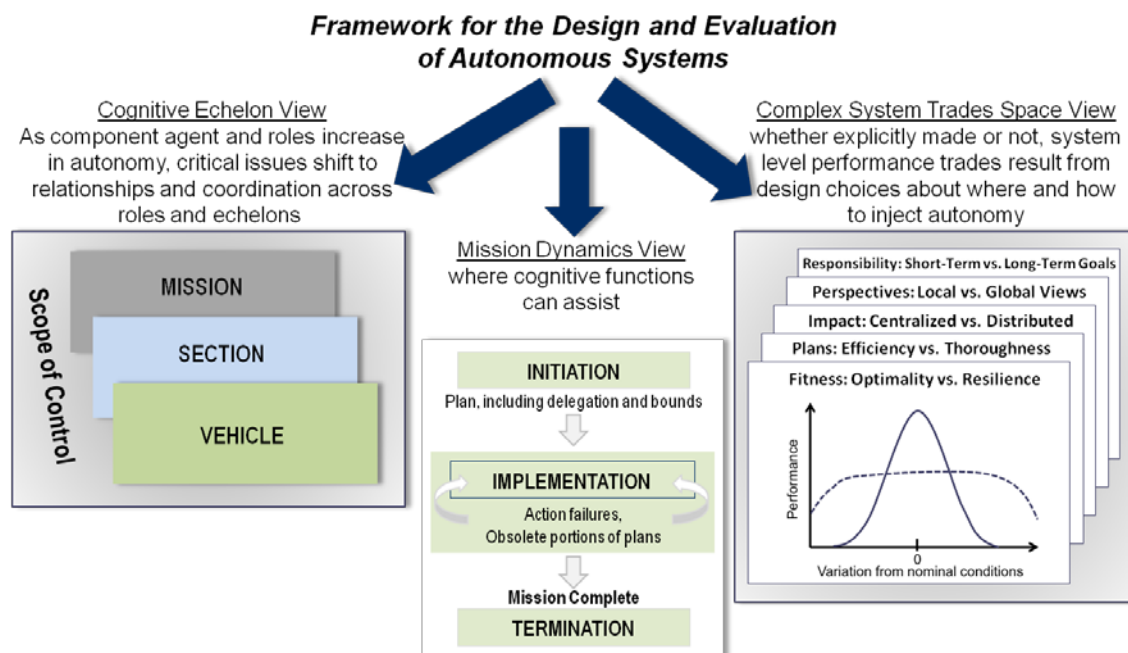 Framework for the Design and Evaluation
of Autonomous Systems
Cognitive Echelon View
As component agent and roles increase
in autonomy, critical issues shift to
relationships and coordination across
roles and echelons
Scope of Control
MISSION
SECTION
VEHICLE
Mission Dynamics View
where cognitive functions
can assist
INITIATION
Plan, including delegation and bounds
IMPLEMENTATION
Action failures,
Obsolete portions of plans
Mission Complete
TERMINATION
Complex System Trades Space View
whether explicitly made or not, system
level performance trades result from
design choices about where and how
to inject autonomy
Responsibility: Short-Term vs. Long-Term Goals
Perspectives: Local vs. Global Views
Impact: Centralized vs. Distributed
Plans: Efficiency vs. Thoroughness
Fitness: Optimality vs. Resilience
Performance
0
Variation from nominal conditions